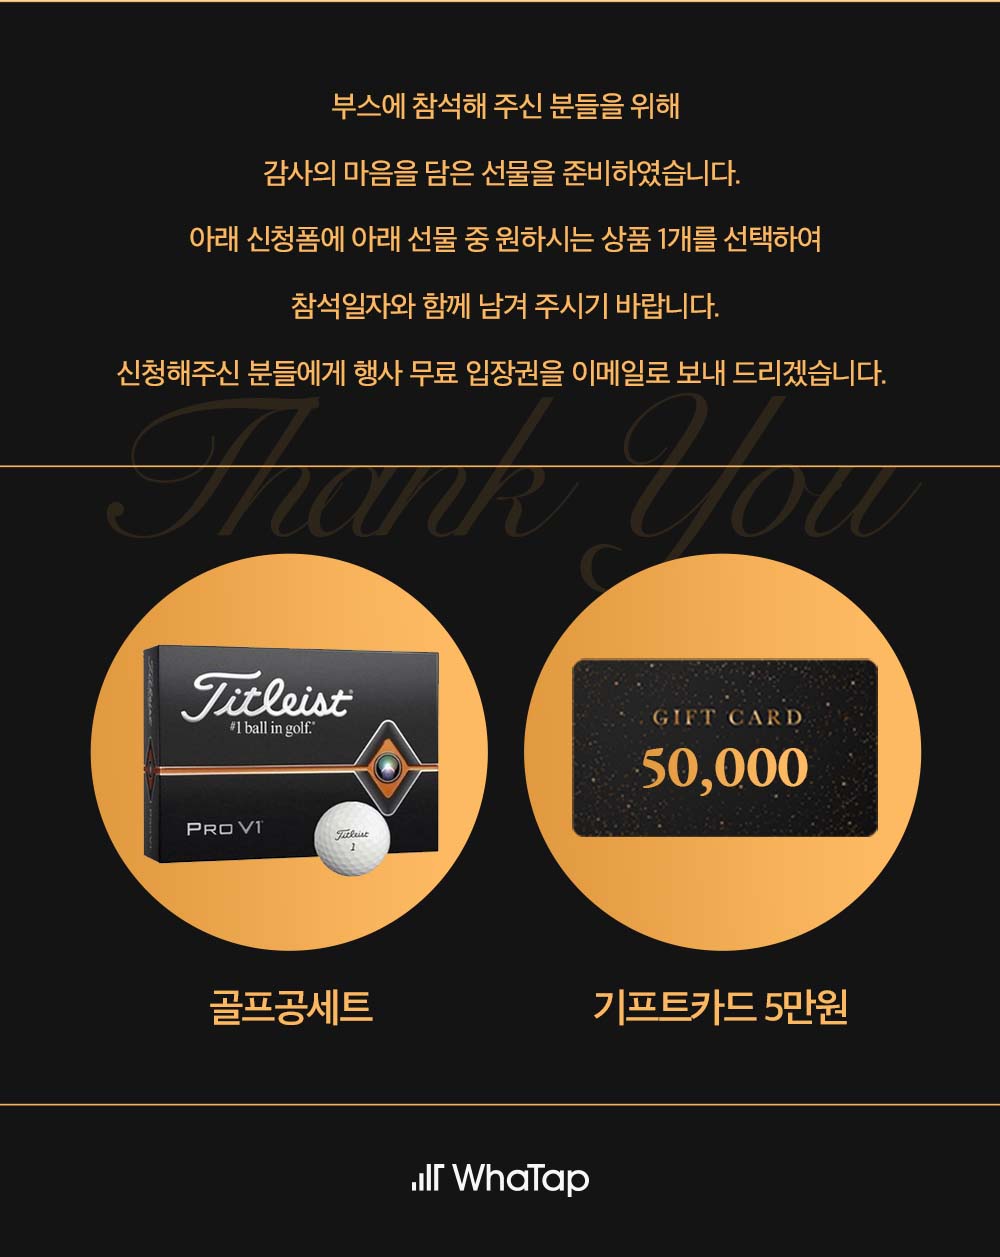 부스에 참석해 주신 분들을 위해
감사의 마음을 담은 선물을 준비하였습니다.
아래 신청폼에 아래 선물 중 원하시는 상품 1개를 선택하여
참석일자와 함께 남겨 주시기 바랍니다.
신청해주신 분들에게 행사 무료 입장권을 이메일로 보내 드리겠습니다.
Thank You
Titleist
#1 ball in golf.®
PRO V1
Titleist
1
GIFT CARD
50,000
골프공세트
기프트카드 5만원
WhaTap